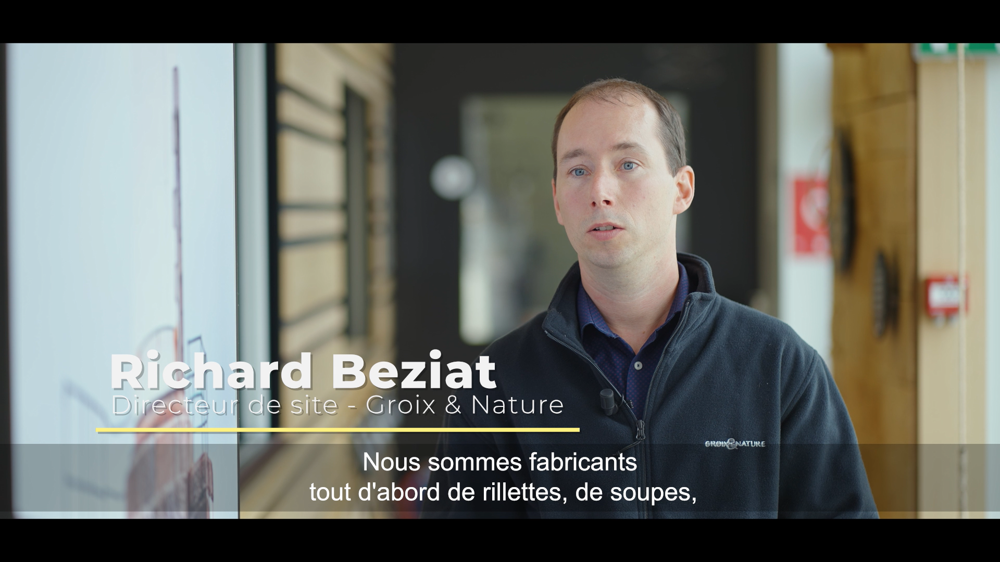 Richard Beziat
Directeur de site - Groix & Nature
GROIX & NATURE
Nous sommes fabricants
tout d'abord de rillettes, de soupes,